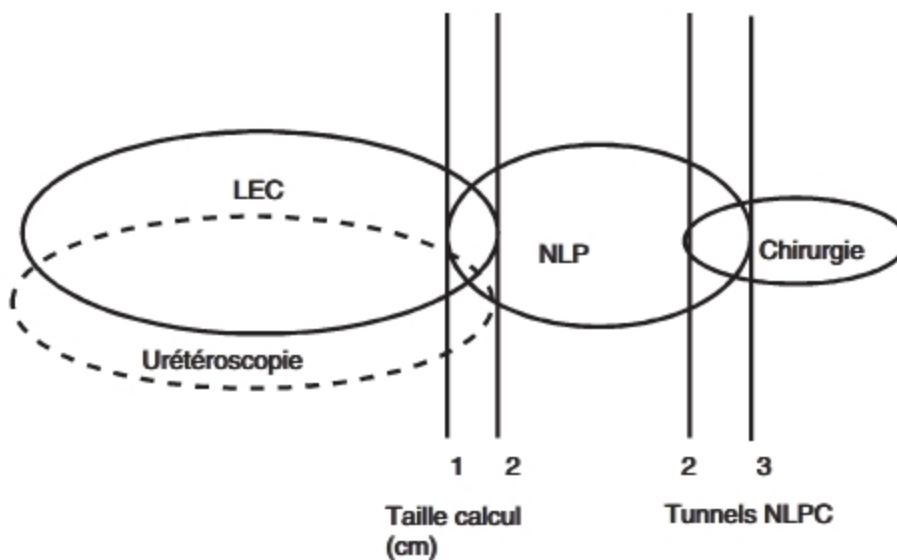 LEC
NLP
Chirurgie
Urétéroscopie
1 2 2 3
Taille calcul
(cm)
Tunnels NLPC